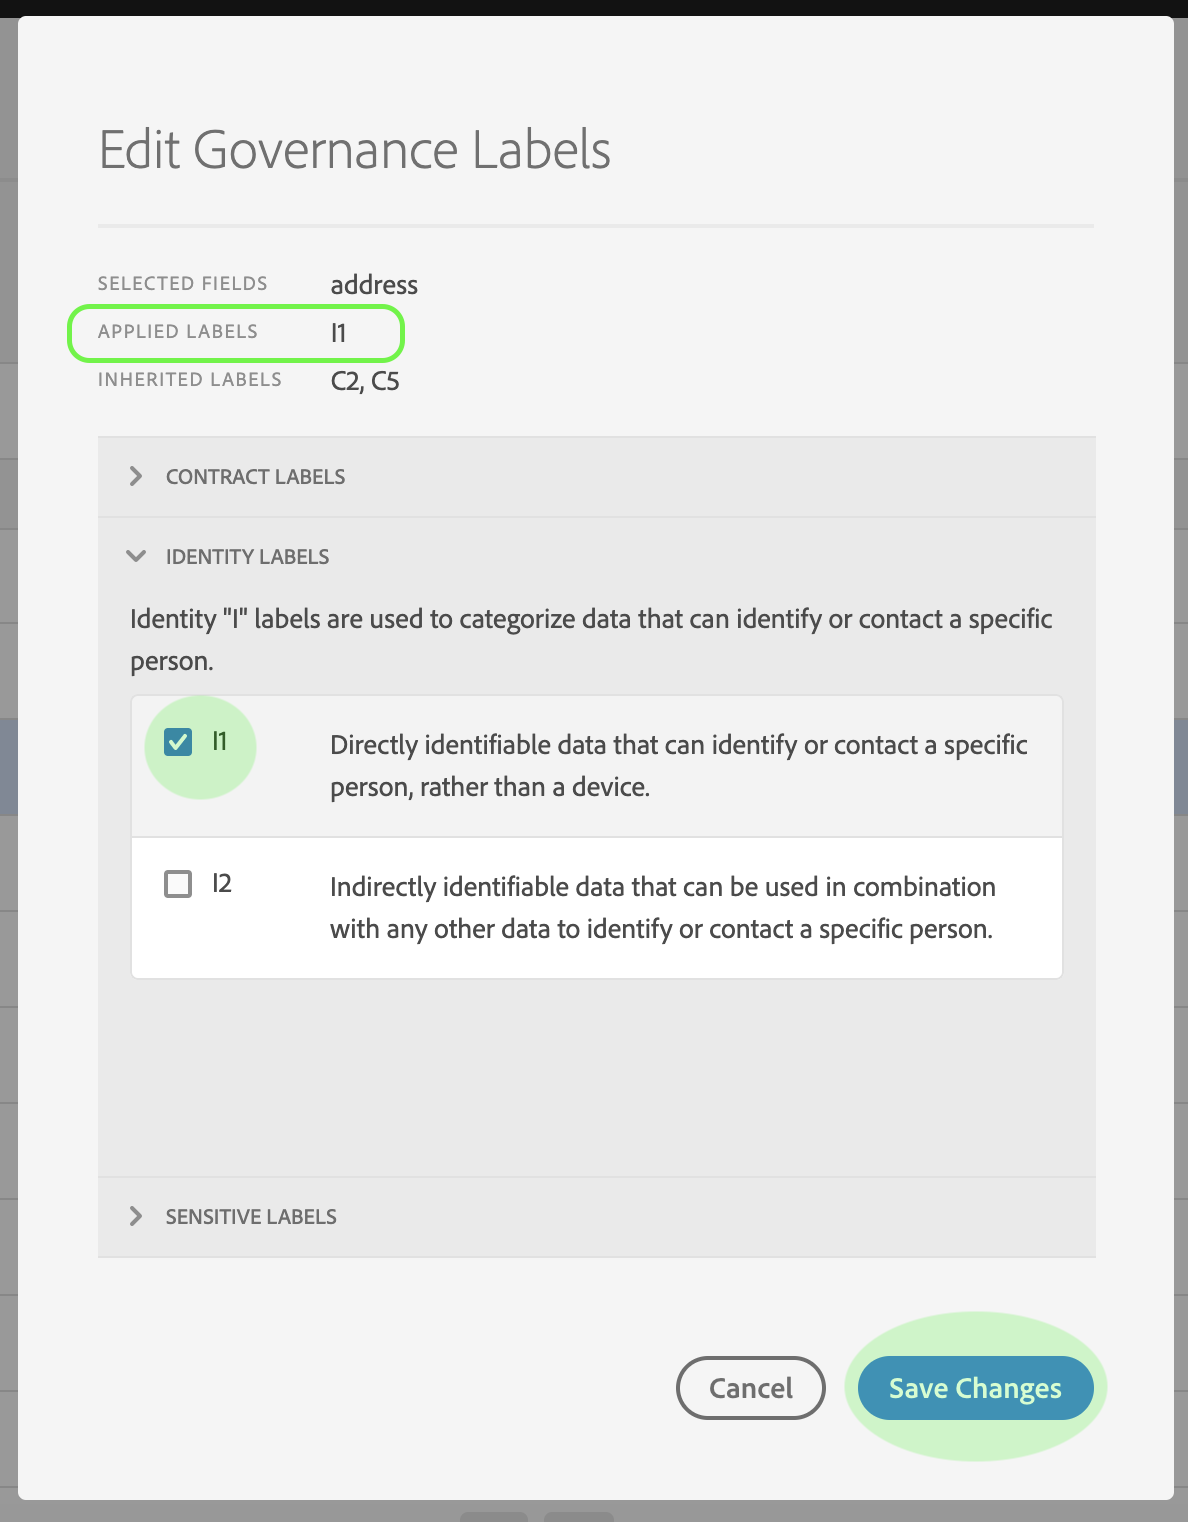 Edit Governance Labels
SELECTED FIELDS address
APPLIED LABELS I1
INHERITED LABELS C2, C5
CONTRACT LABELS
IDENTITY LABELS
Identity "I" labels are used to categorize data that can identify or contact a specific
person.
I1 Directly identifiable data that can identify or contact a specific
person, rather than a device.
I2 Indirectly identifiable data that can be used in combination
with any other data to identify or contact a specific person.
SENSITIVE LABELS
Cancel Save Changes